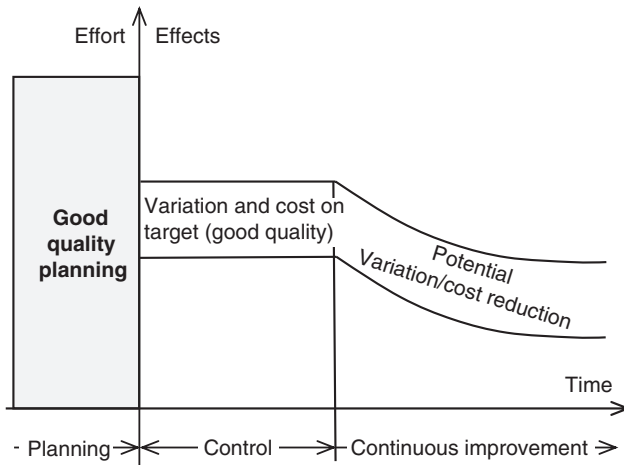 Effort
Effects
Good
quality
planning
Variation and cost on
target (good quality)
Potential
Variation/cost reduction
Time
Planning
Control
Continuous improvement